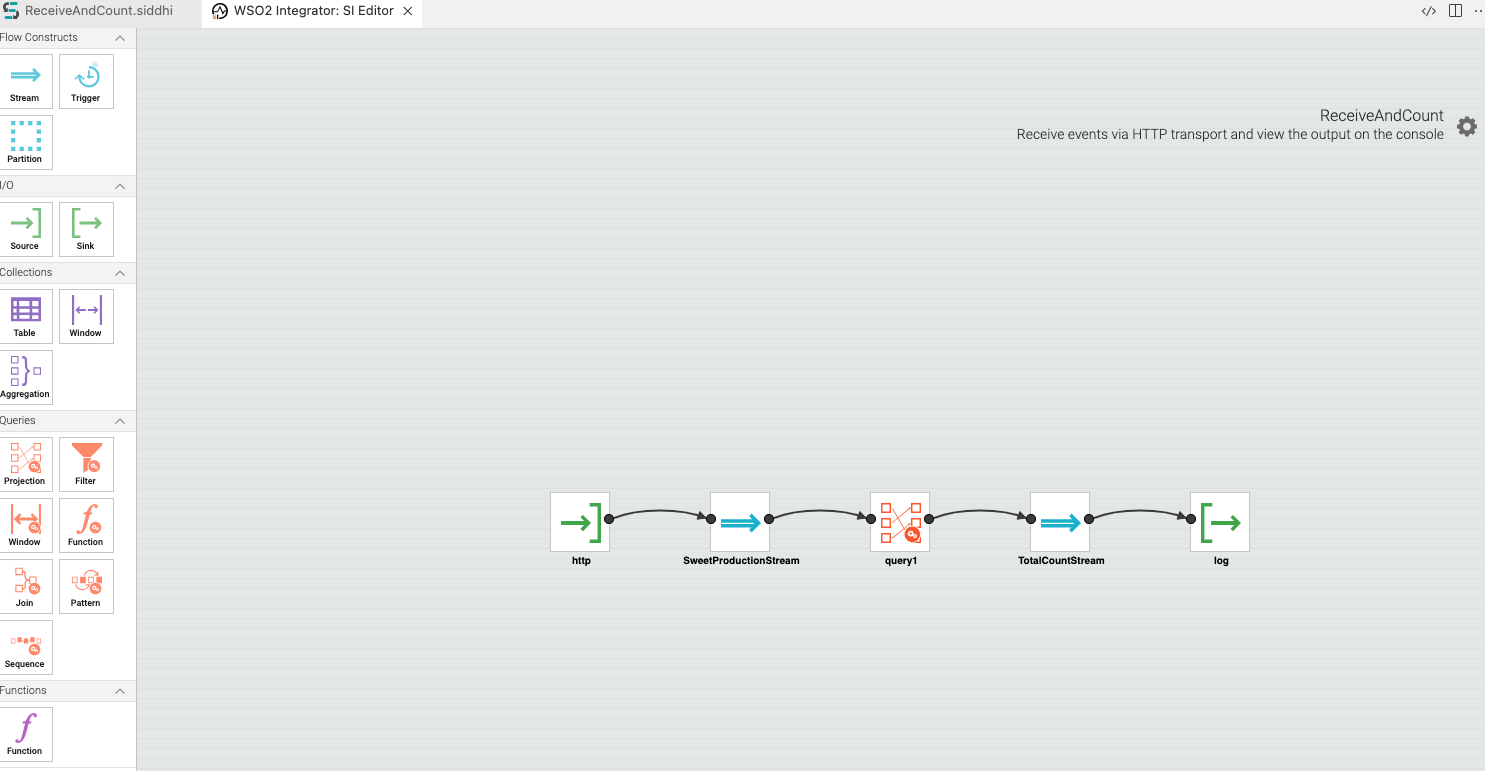 ReceiveAndCount.siddhi
WSO2 Integrator: SI Editor
Flow Constructs
Stream
Trigger
Partition
I/O
Source
Sink
Collections
Table
Window
Aggregation
Queries
Projection
Filter
Window
Function
Join
Pattern
Sequence
Functions
Function
ReceiveAndCount
Receive events via HTTP transport and view the output on the console
http
SweetProductionStream
query1
TotalCountStream
log